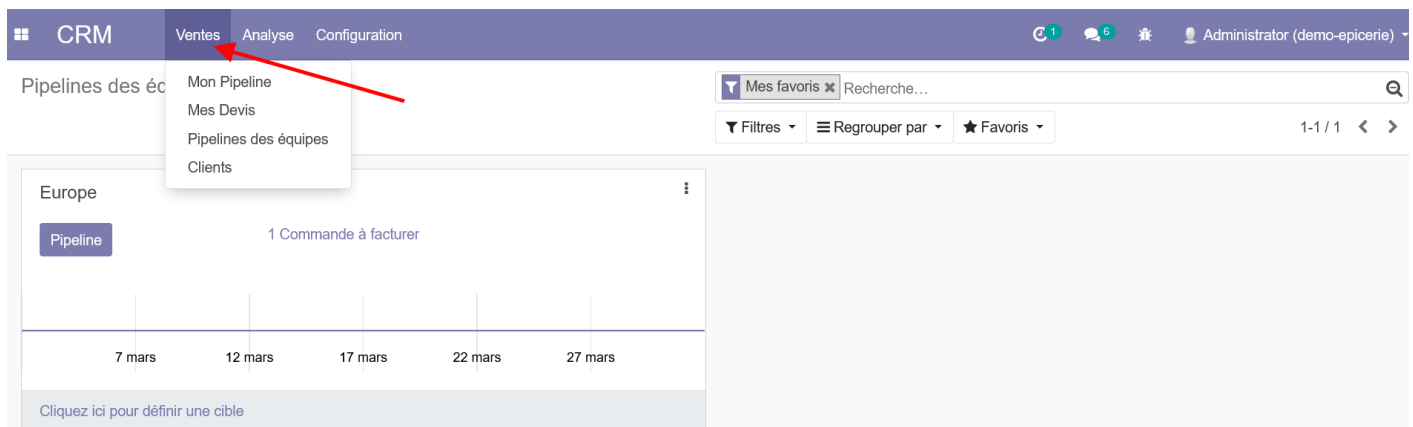 CRM Ventes Analyse Configuration 1 6 Administrator (demo-epicerie)
Pipelines des éq
Mon Pipeline
Mes Devis
Pipelines des équipes
Clients
Mes favoris Recherche...
Filtres Regrouper par Favoris 1-1 / 1
Europe
Pipeline 1 Commande à facturer
7 mars 12 mars 17 mars 22 mars 27 mars
Cliquez ici pour définir une cible